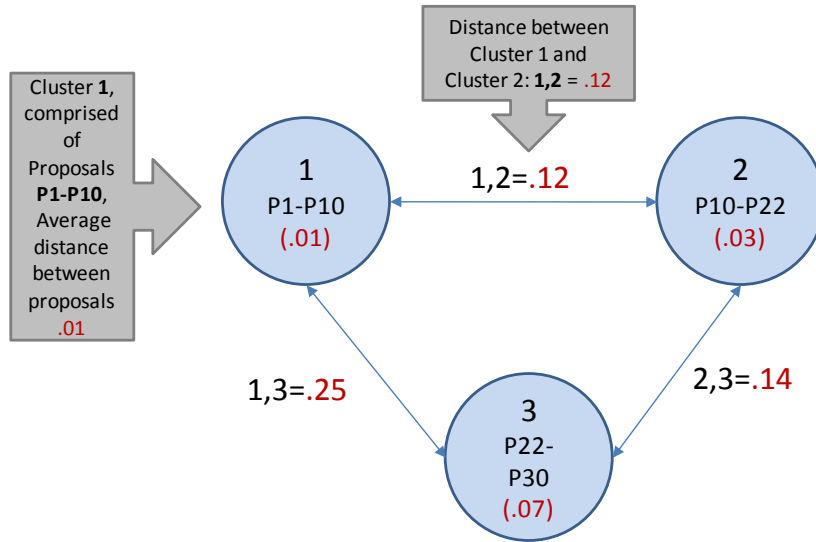 Distance between
Cluster 1 and
Cluster 2: 1,2 = .12
Cluster 1,
comprised
of
Proposals
P1-P10,
Average
distance
between
proposals
.01
1
P1-P10
(.01)
1,2=.12
2
P10-P22
(.03)
1,3=.25
2,3=.14
3
P22-
P30
(.07)